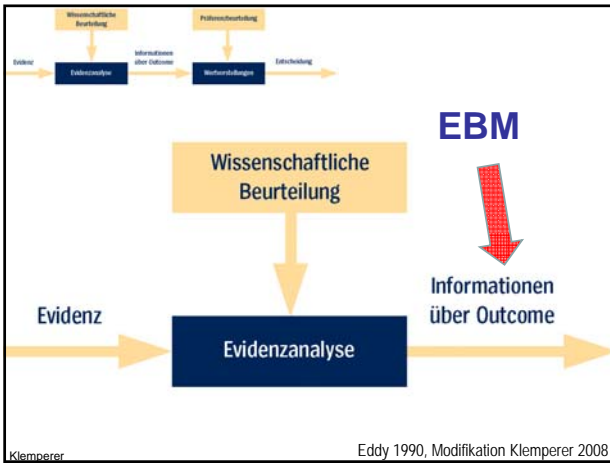 Wissenschaftliche
Beurteilung
Präferenzbeurteilung
Evidenz
Informationen
über Outcome
Entscheidung
Evidenzanalyse
Wertvorstellungen
EBM
Wissenschaftliche
Beurteilung
Informationen
über Outcome
Evidenz
Evidenzanalyse
Klemperer
Eddy 1990, Modifikation Klemperer 2008